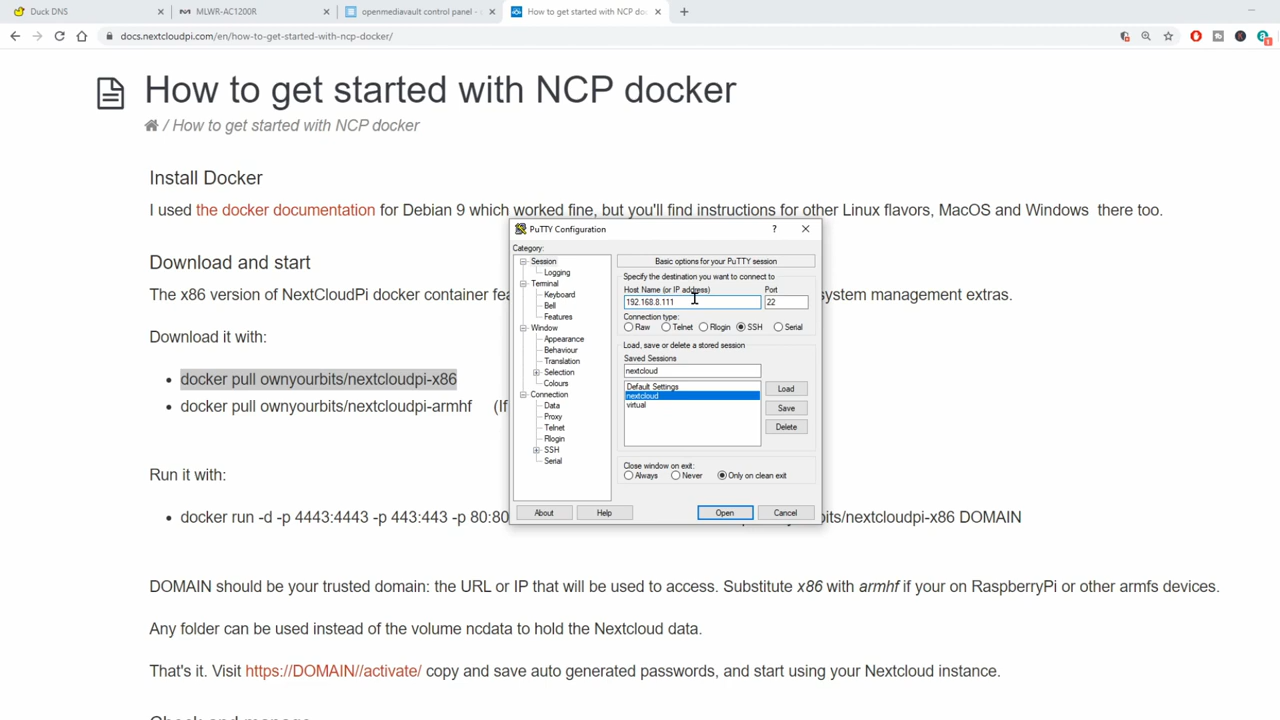 Duck DNS
MLWR-AC1200R
openmediavault control panel -
How to get started with NCP do
docs.nextcloudpi.com/en/how-to-get-started-with-ncp-docker/
How to get started with NCP docker
/ How to get started with NCP docker
Install Docker
I used the docker documentation for Debian 9 which worked fine, but you'll find instructions for other Linux flavors, MacOS and Windows there too.
Download and start
The x86 version of NextCloudPi docker container fea
ystem management extras.
Download it with:
• docker pull ownyourbits/nextcloudpi-x86
• docker pull ownyourbits/nextcloudpi-armhf (If
Run it with:
• docker run -d -p 4443:4443 -p 443:443 -p 80:80
its/nextcloudpi-x86 DOMAIN
DOMAIN should be your trusted domain: the URL or IP that will be used to access. Substitute x86 with armhf if your on RaspberryPi or other armfs devices.
Any folder can be used instead of the volume ncdata to hold the Nextcloud data.
That's it. Visit https://DOMAIN//activate/ copy and save auto generated passwords, and start using your Nextcloud instance.
PuTTY Configuration
?
Category:
Session
Logging
Terminal
Keyboard
Bell
Features
Window
Appearance
Behaviour
Translation
Selection
Colours
Connection
Data
Proxy
Telnet
Rlogin
SSH
Serial
Basic options for your PuTTY session
Specify the destination you want to connect to
Host Name (or IP address) Port
192.168.8.111 22
Connection type:
Raw Telnet Rlogin SSH Serial
Load, save or delete a stored session
Saved Sessions
nextcloud
Default Settings
nextcloud
virtual
Load
Save
Delete
Close window on exit:
Always Never Only on clean exit
About Help Open Cancel